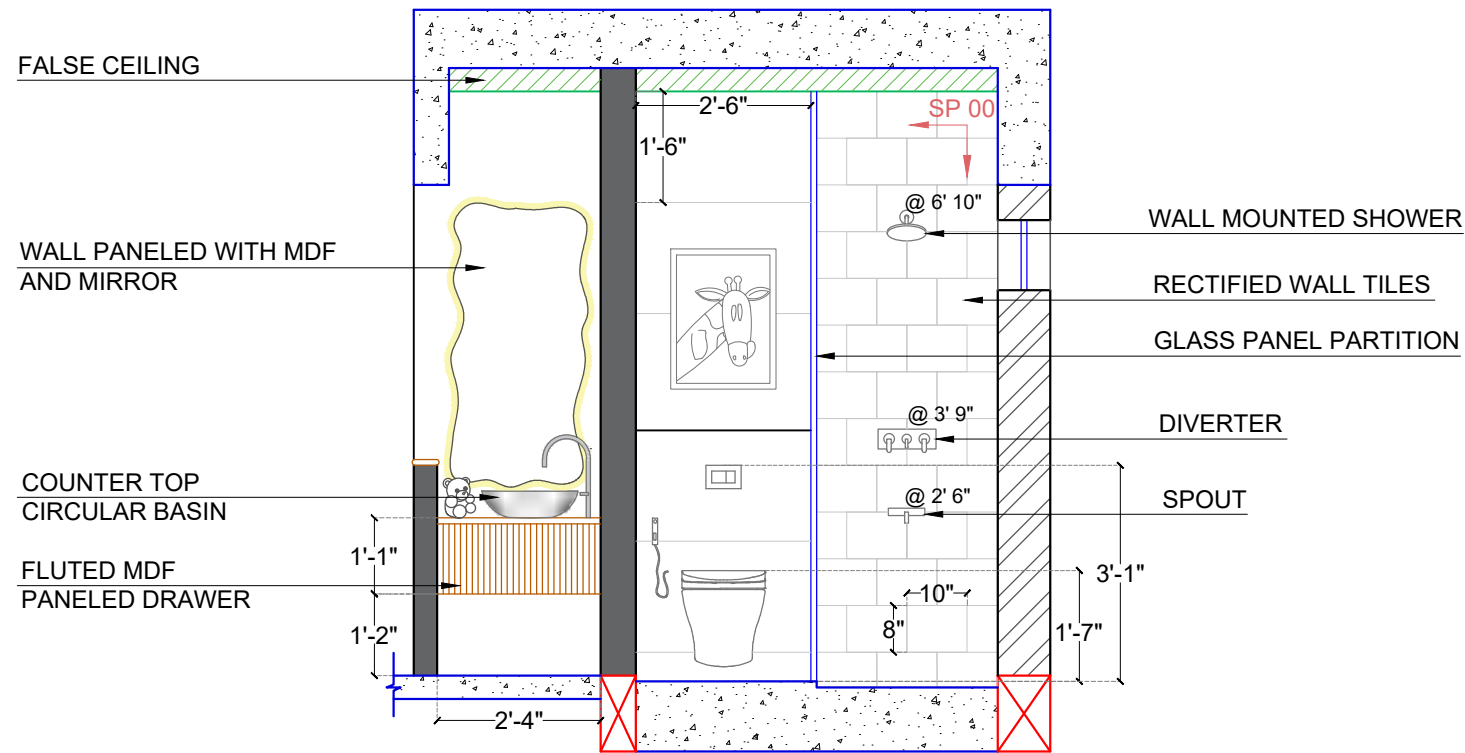 FALSE CEILING
2'-6"
SP 00
1'-6"
@ 6' 10"
WALL MOUNTED SHOWER
WALL PANELED WITH MDF
AND MIRROR
RECTIFIED WALL TILES
GLASS PANEL PARTITION
@ 3' 9"
DIVERTER
COUNTER TOP
CIRCULAR BASIN
@ 2' 6"
SPOUT
1'-1"
FLUTED MDF
PANELED DRAWER
3'-1"
10"
8"
1'-2"
1'-7"
2'-4"